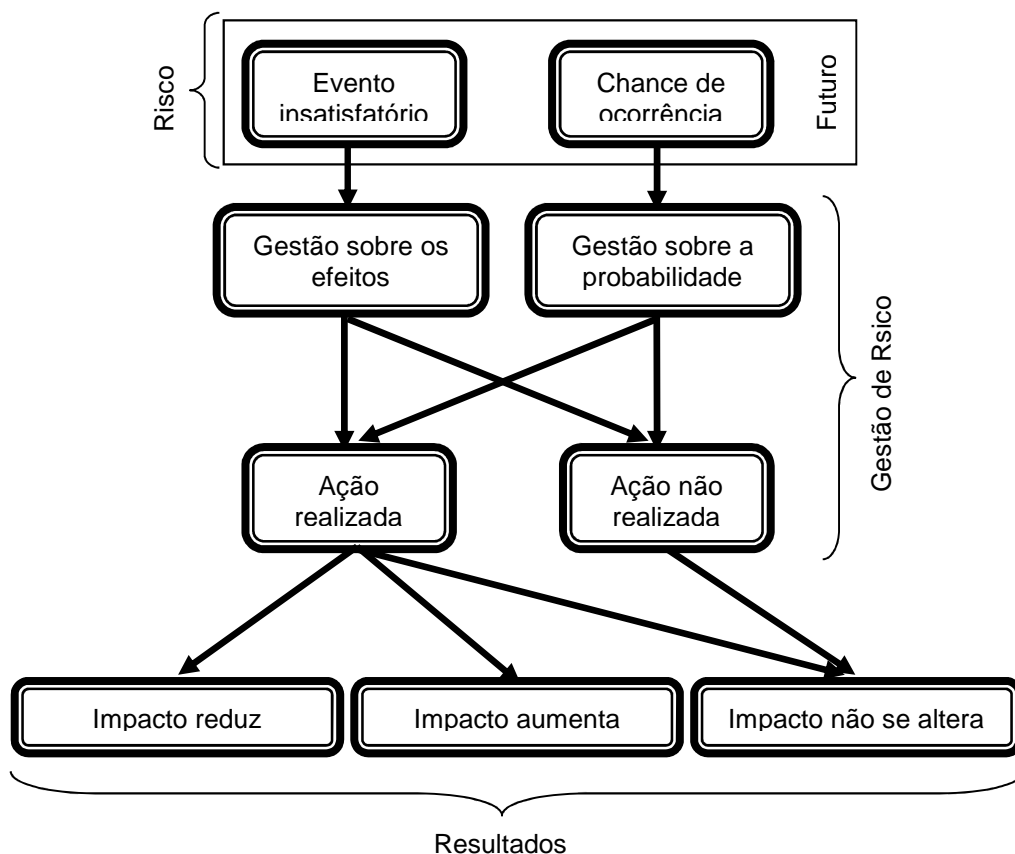 Risco
Evento
insatisfatório
Chance de
ocorrência
Futuro
Gestão sobre os
efeitos
Gestão sobre a
probabilidade
Gestão de Rsico
Ação
realizada
Ação não
realizada
Impacto reduz
Impacto aumenta
Impacto não se altera
Resultados